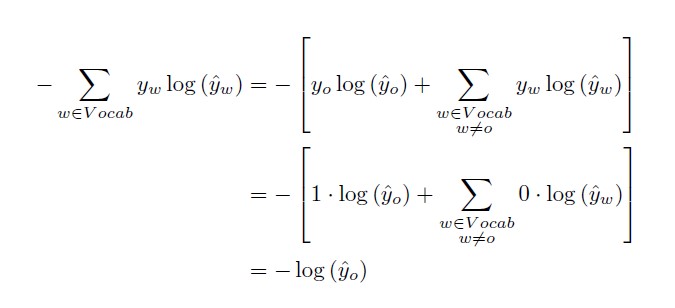 − ∑_{w∈Vocab} y_w log (ŷ_w) = − [ y_o log (ŷ_o) + ∑_{w∈Vocab w≠o} y_w log (ŷ_w) ]
= − [ 1 · log (ŷ_o) + ∑_{w∈Vocab w≠o} 0 · log (ŷ_w) ]
= − log (ŷ_o)